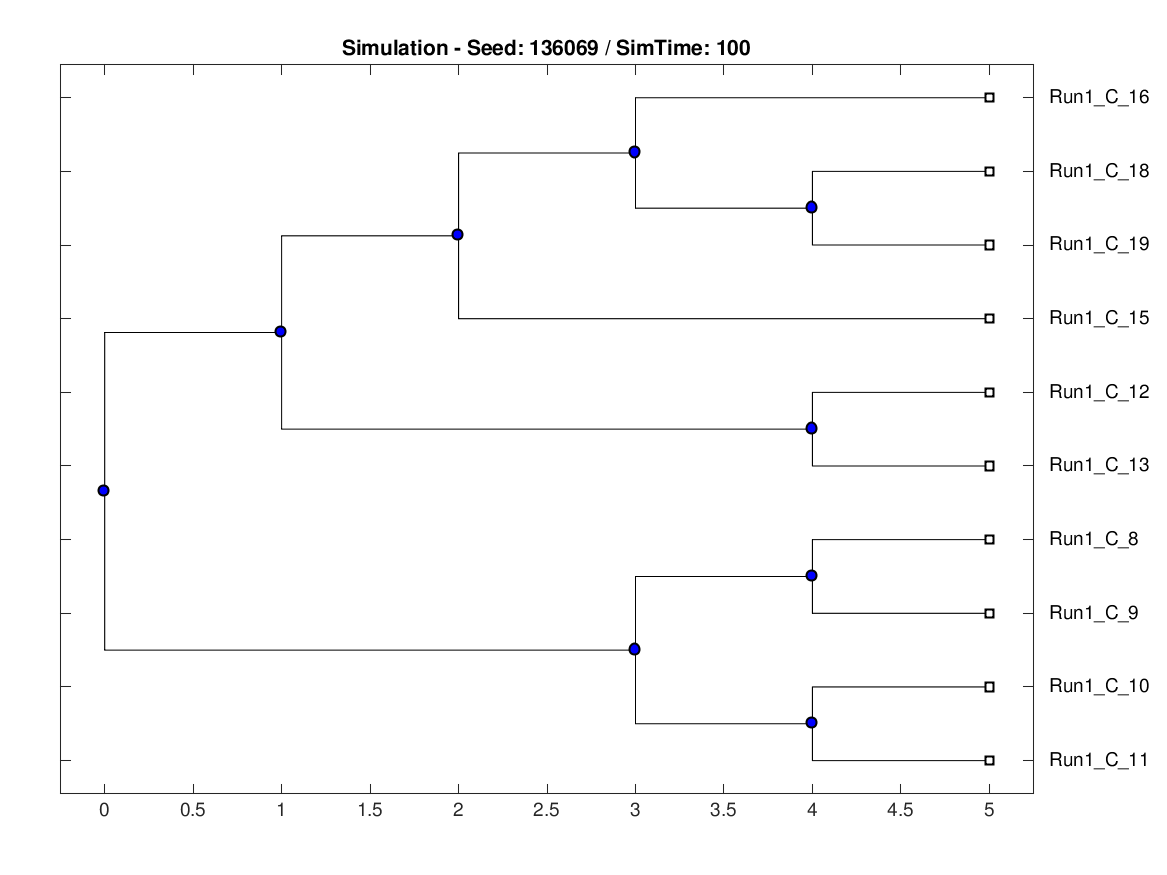 Simulation - Seed: 136069 / SimTime: 100
Run1_C_16
Run1_C_18
Run1_C_19
Run1_C_15
Run1_C_12
Run1_C_13
Run1_C_8
Run1_C_9
Run1_C_10
Run1_C_11
0 0.5 1 1.5 2 2.5 3 3.5 4 4.5 5